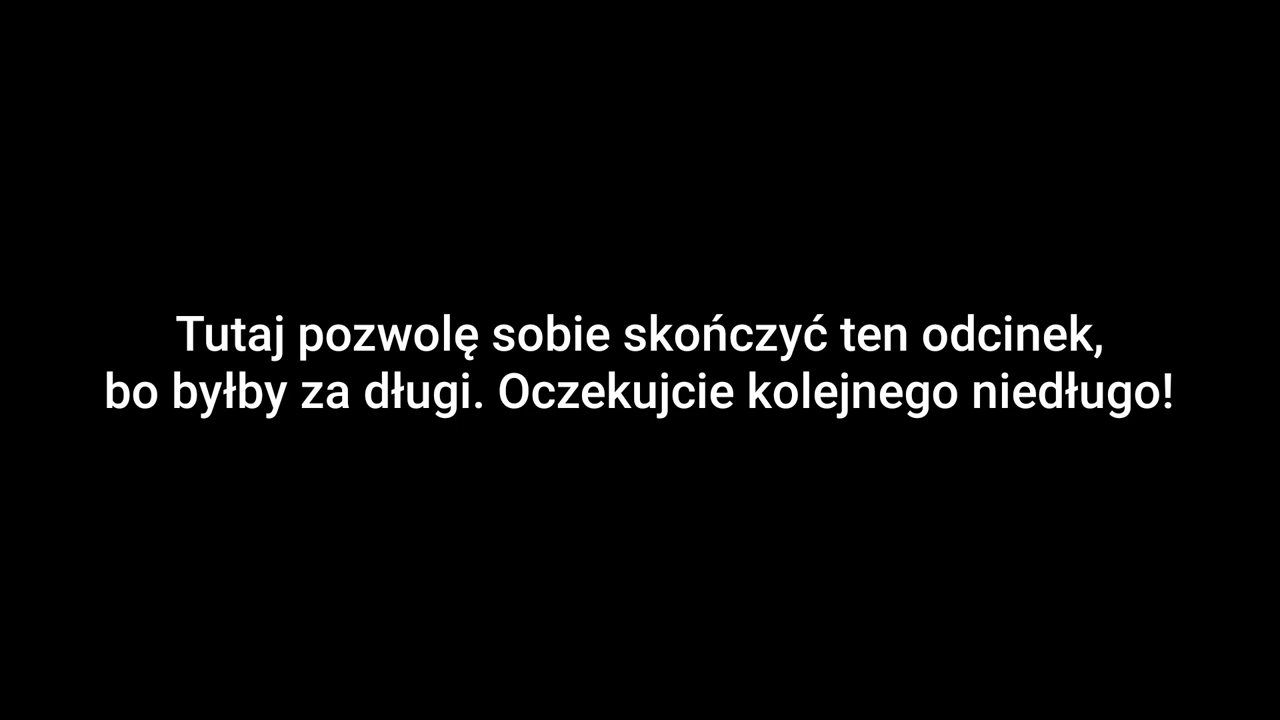 Tutaj pozwolę sobie skończyć ten odcinek,
bo byłby za długi. Oczekujcie kolejnego niedługo!